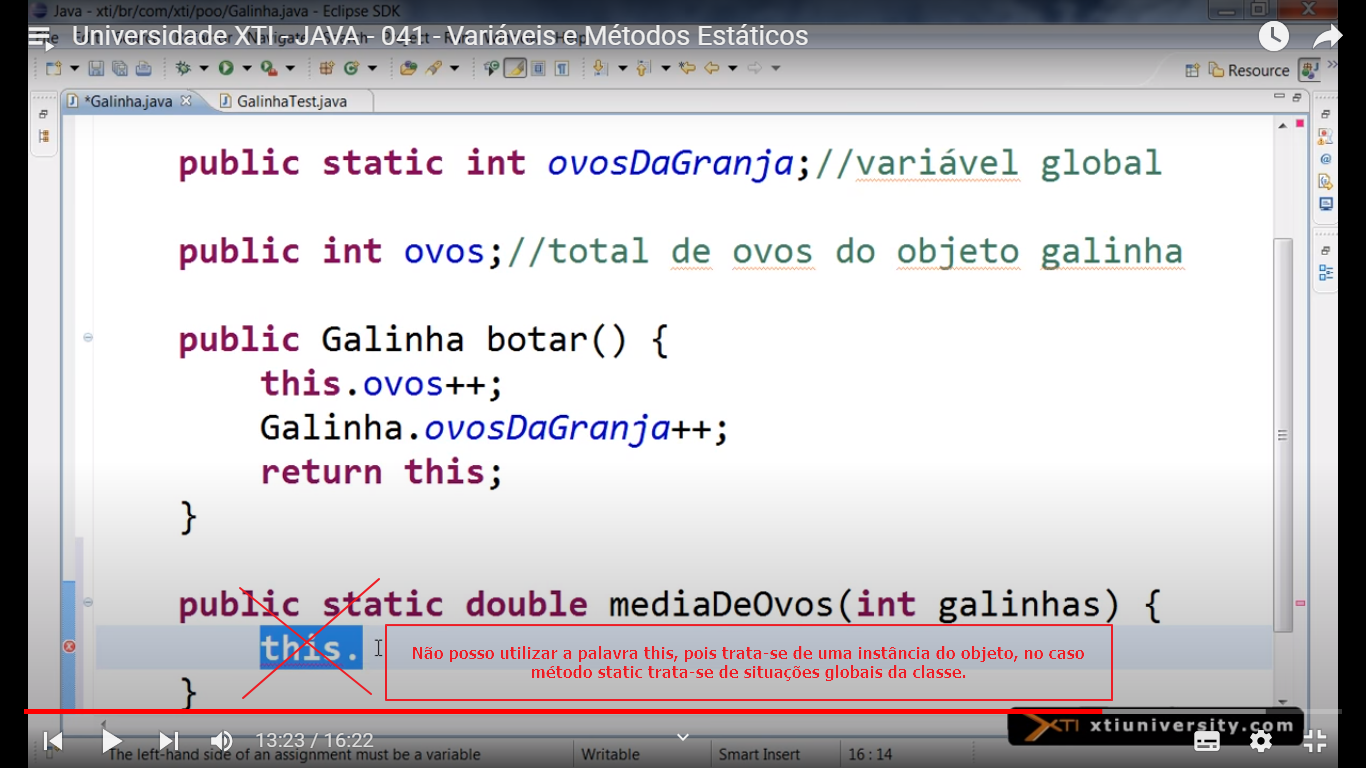 Java - xti/br/com/xti/poo/Galinha.java - Eclipse SDK
Universidade XTI - JAVA - 041 - Variáveis e Métodos Estáticos
Resource
*Galinha.java
GalinhaTest.java
public static int ovosDaGranja;//variável global
public int ovos;//total de ovos do objeto galinha
public Galinha botar() {
this.ovos++;
Galinha.ovosDaGranja++;
return this;
}
public static double mediaDeOvos(int galinhas) {
this.
Não posso utilizar a palavra this, pois trata-se de uma instância do objeto, no caso
método static trata-se de situações globais da classe.
}
XTI xtiuniversity.com
13:23 / 16:22
The left-hand side of an assignment must be a variable
Writable
Smart Insert
16 : 14